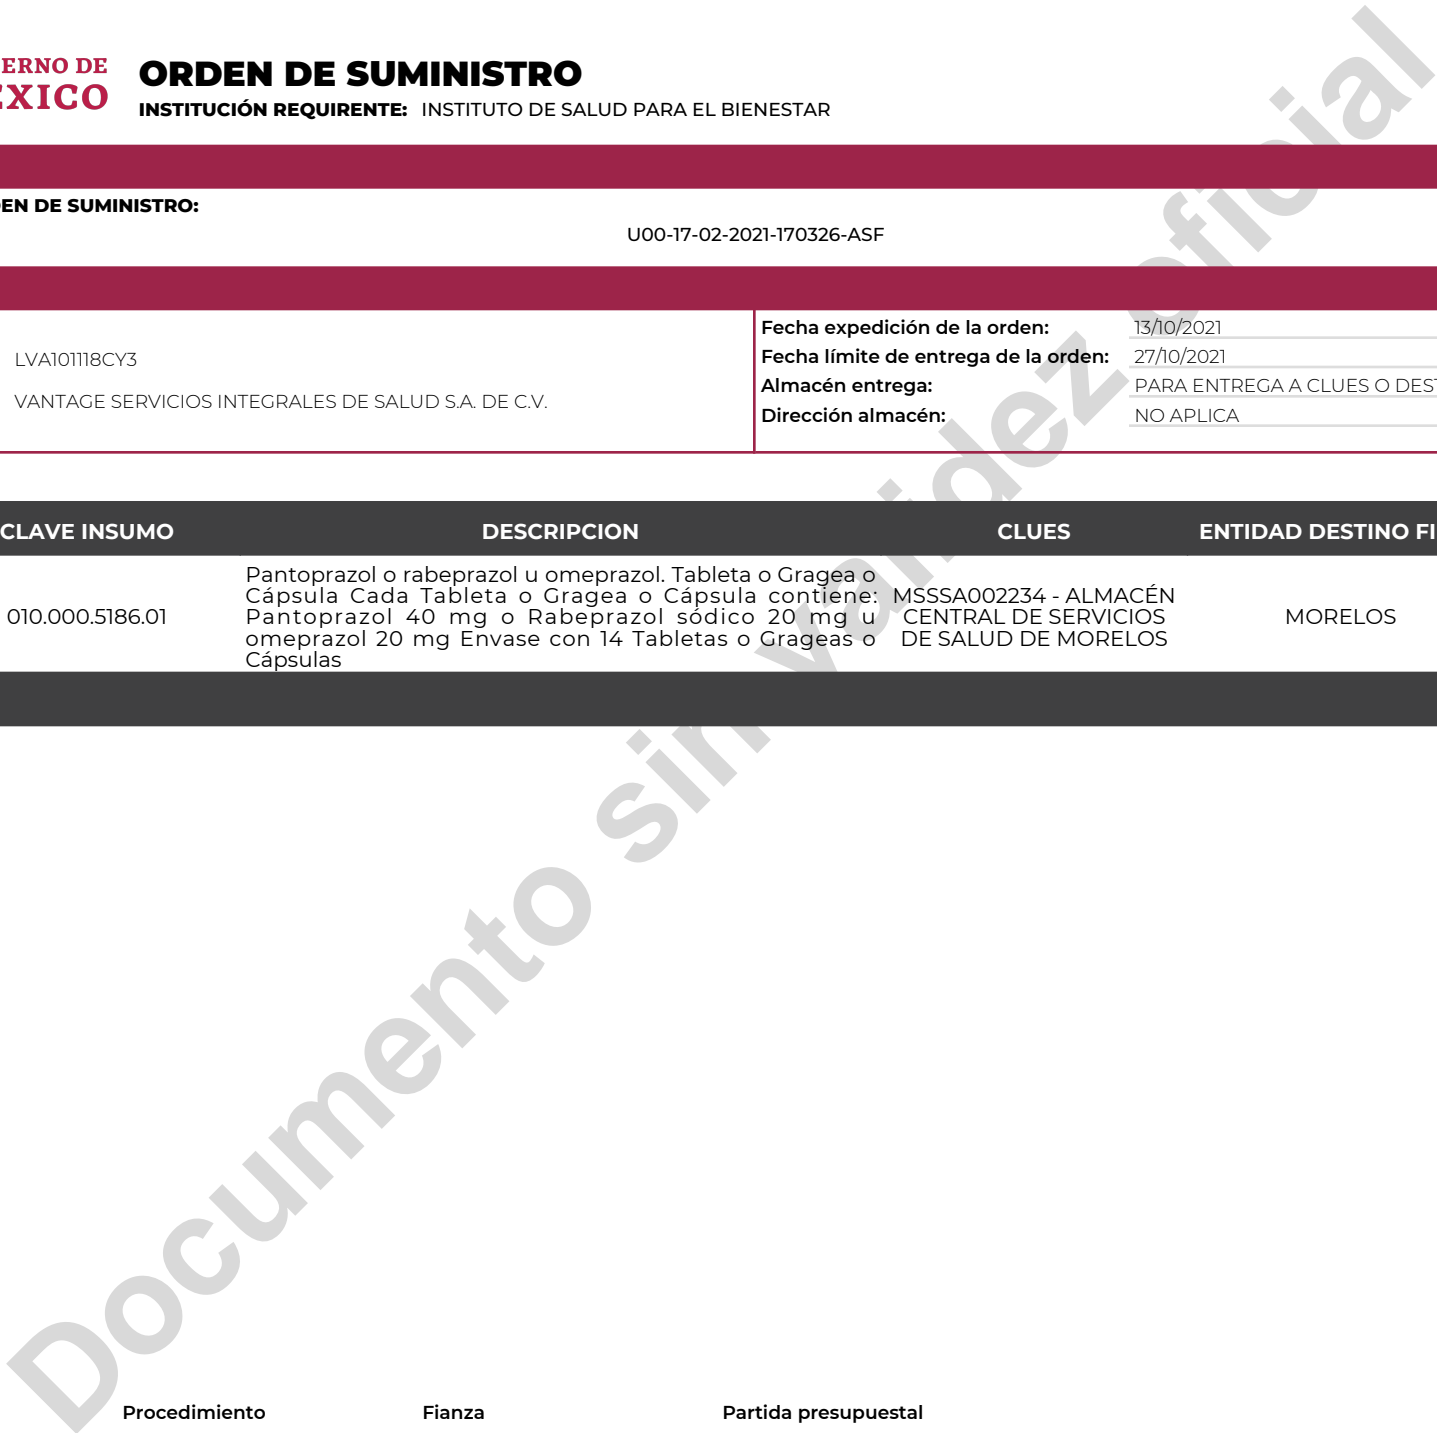 ERNO DE
ÉXICO
ORDEN DE SUMINISTRO
INSTITUCIÓN REQUIRENTE: INSTITUTO DE SALUD PARA EL BIENESTAR
EN DE SUMINISTRO:
U00-17-02-2021-170326-ASF
LVA101118CY3
VANTAGE SERVICIOS INTEGRALES DE SALUD S.A. DE C.V.
Fecha expedición de la orden: 13/10/2021
Fecha límite de entrega de la orden: 27/10/2021
Almacén entrega: PARA ENTREGA A CLUES O DEST
Dirección almacén: NO APLICA
CLAVE INSUMO DESCRIPCION CLUES ENTIDAD DESTINO FI
010.000.5186.01
Pantoprazol o rabeprazol u omeprazol. Tableta o Gragea o
Cápsula Cada Tableta o Gragea o Cápsula contiene:
Pantoprazol 40 mg o Rabeprazol sódico 20 mg u
omeprazol 20 mg Envase con 14 Tabletas o Grageas o
Cápsulas
MSSSA002234 - ALMACÉN
CENTRAL DE SERVICIOS
DE SALUD DE MORELOS
MORELOS
Documento sin validez oficial
Procedimiento Fianza Partida presupuestal